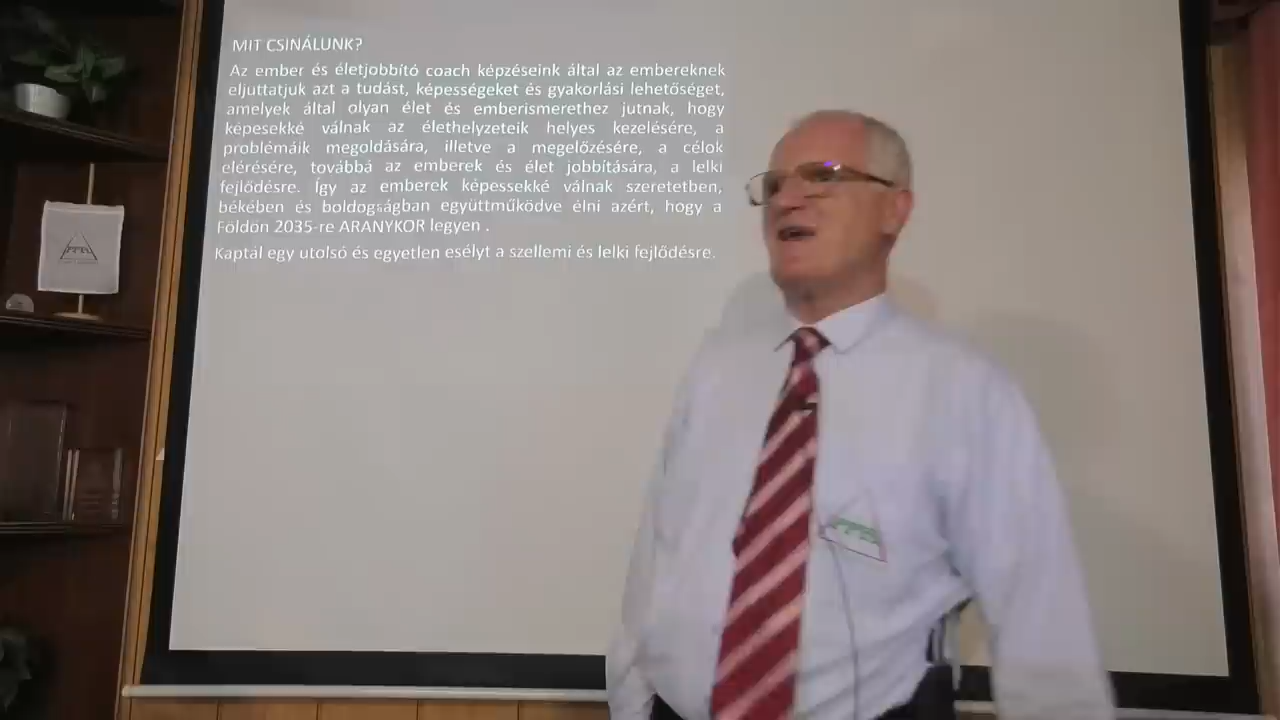 MIT CSINÁLUNK?
Az ember és életjobbító coach képzéseink által az embereknek
eljuttatjuk azt a tudást, képességeket és gyakorlási lehetőséget,
amelyek által olyan élet és emberismerethez jutnak, hogy
képesekké válnak az élethelyzeteik helyes kezelésére, a
problémáik megoldására, illetve a megelőzésére, a célok
elérésére, továbbá az emberek és élet jobbítására, a lelki
fejlődésre. Így az emberek képessekké válnak szeretetben,
békében és boldogságban együttműködve élni azért, hogy a
Földön 2035-re ARANYKOR legyen .
Kaptál egy utolsó és egyetlen esélyt a szellemi és lelki fejlődésre.